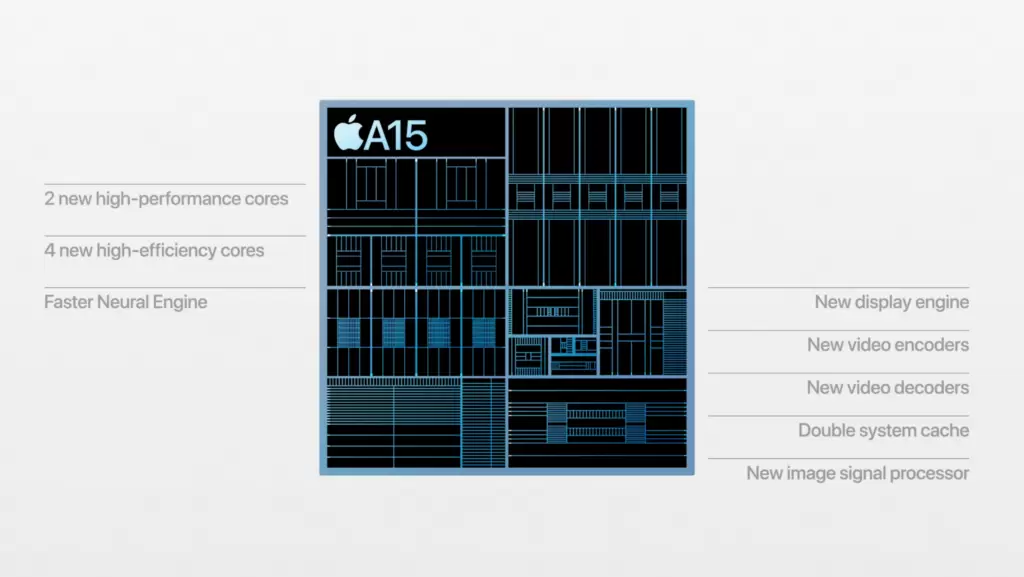 A15
2 new high-performance cores
4 new high-efficiency cores
Faster Neural Engine
New display engine
New video encoders
New video decoders
Double system cache
New image signal processor